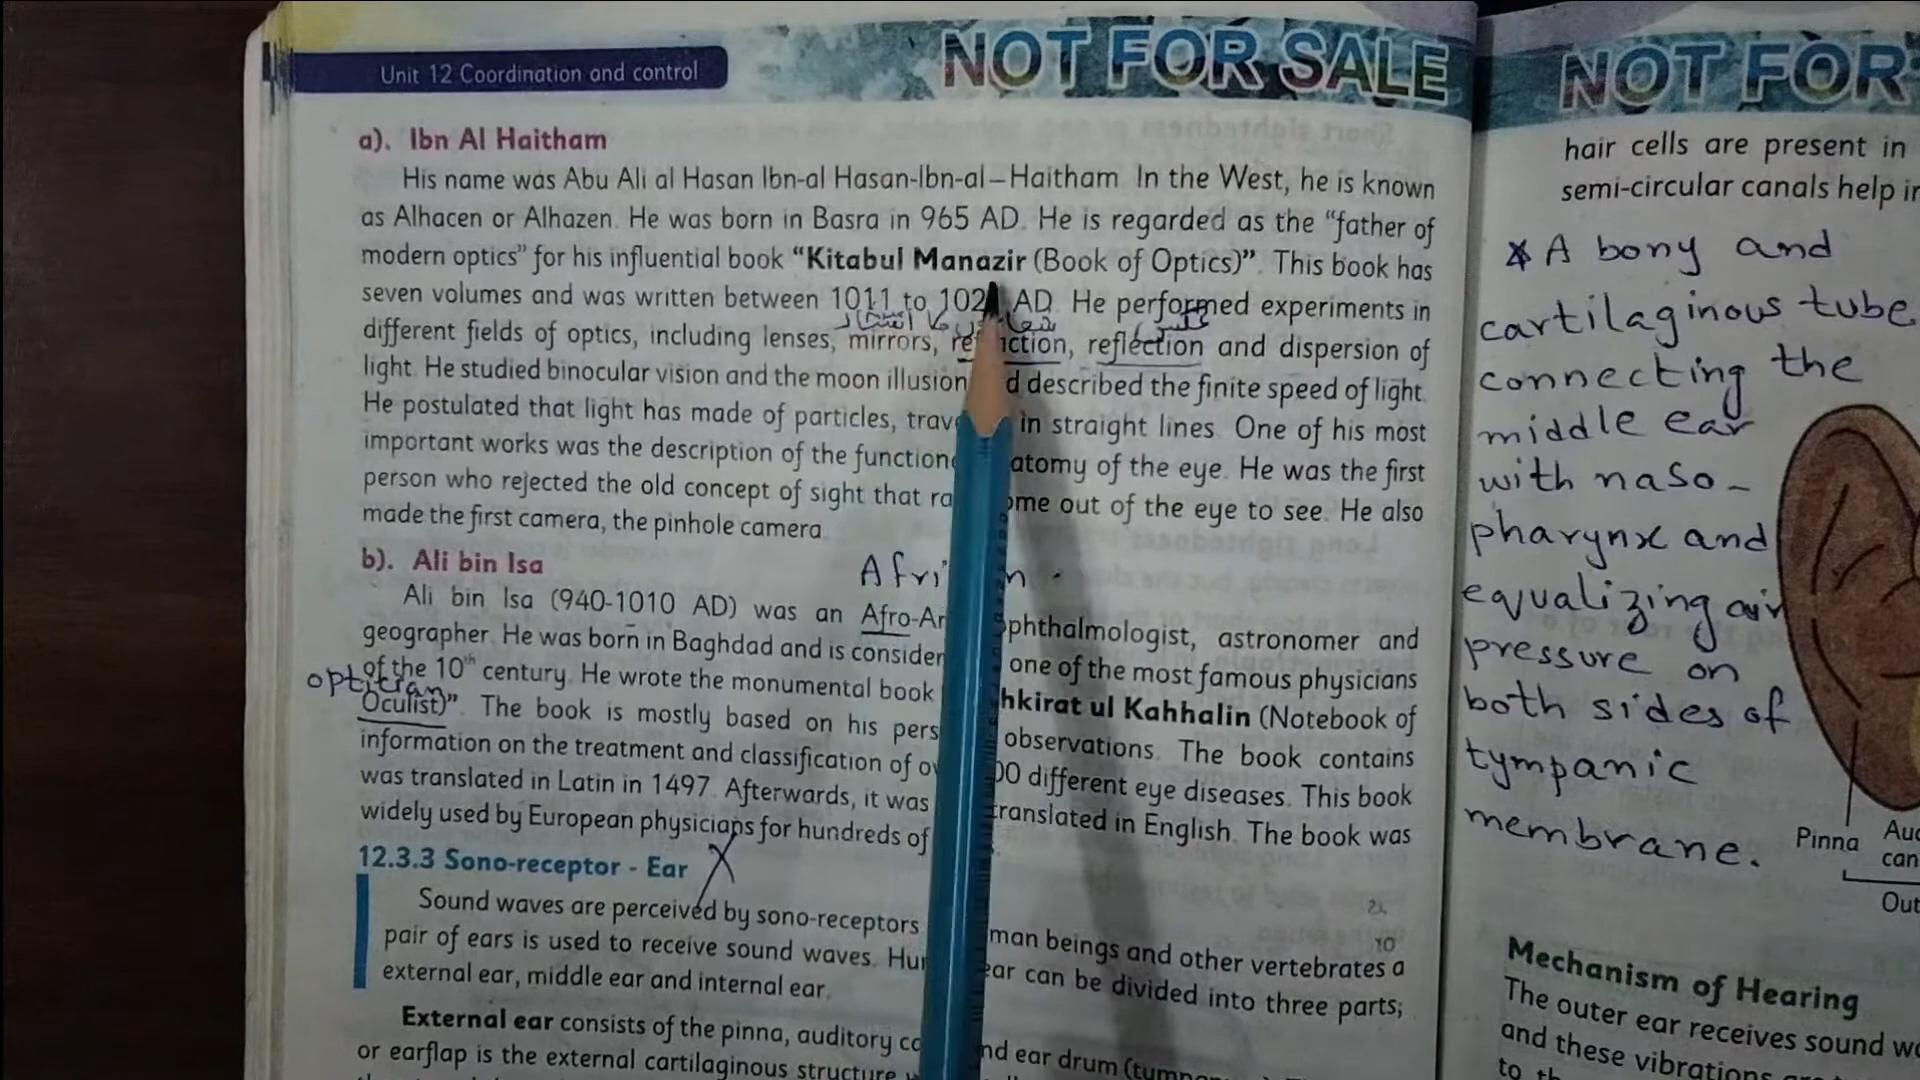 Unit 12 Coordination and control
NOT FOR SALE
a). Ibn Al Haitham
His name was Abu Ali al Hasan Ibn-al Hasan-Ibn-al–Haitham. In the West, he is known
as Alhacen or Alhazen. He was born in Basra in 965 AD. He is regarded as the “father of
modern optics” for his influential book “Kitabul Manazir (Book of Optics)”. This book has
seven volumes and was written between 1011 to 102 AD. He performed experiments in
different fields of optics, including lenses, mirrors, reflection and dispersion of
light. He studied binocular vision and the moon illusion described the finite speed of light.
He postulated that light has made of particles, in straight lines. One of his most
important works was the description of the of the eye. He was the first
person who rejected the old concept of sight that out of the eye to see. He also
made the first camera, the pinhole camera.
b). Ali bin Isa
Ali bin Isa (940-1010 AD) was an Afro- astronomer and
geographer. He was born in Baghdad and is one of the most famous physicians
of the 10th century. He wrote the monumental book ul Kahhalin (Notebook of
optician
Oculist)”. The book is mostly based on his observations. The book contains
information on the treatment and classification of different eye diseases. This book
was translated in Latin in 1497. Afterwards, it was translated in English. The book was
widely used by European physicians for hundreds of
12.3.3 Sono-receptor - Ear
Sound waves are perceived by sono-receptors beings and other vertebrates a
pair of ears is used to receive sound waves. can be divided into three parts;
external ear, middle ear and internal ear.
External ear consists of the pinna, auditory ear drum
or earflap is the external cartilaginous structure
NOT FOR
hair cells are present in
semi-circular canals help
A bony and
cartilaginous tube
connecting the
middle ear
with naso-
pharynx and
equalizing air
pressure on
both sides of
tympanic
membrane.
Pinna
Mechanism of Hearing
The outer ear receives sound
and these vibrations
to